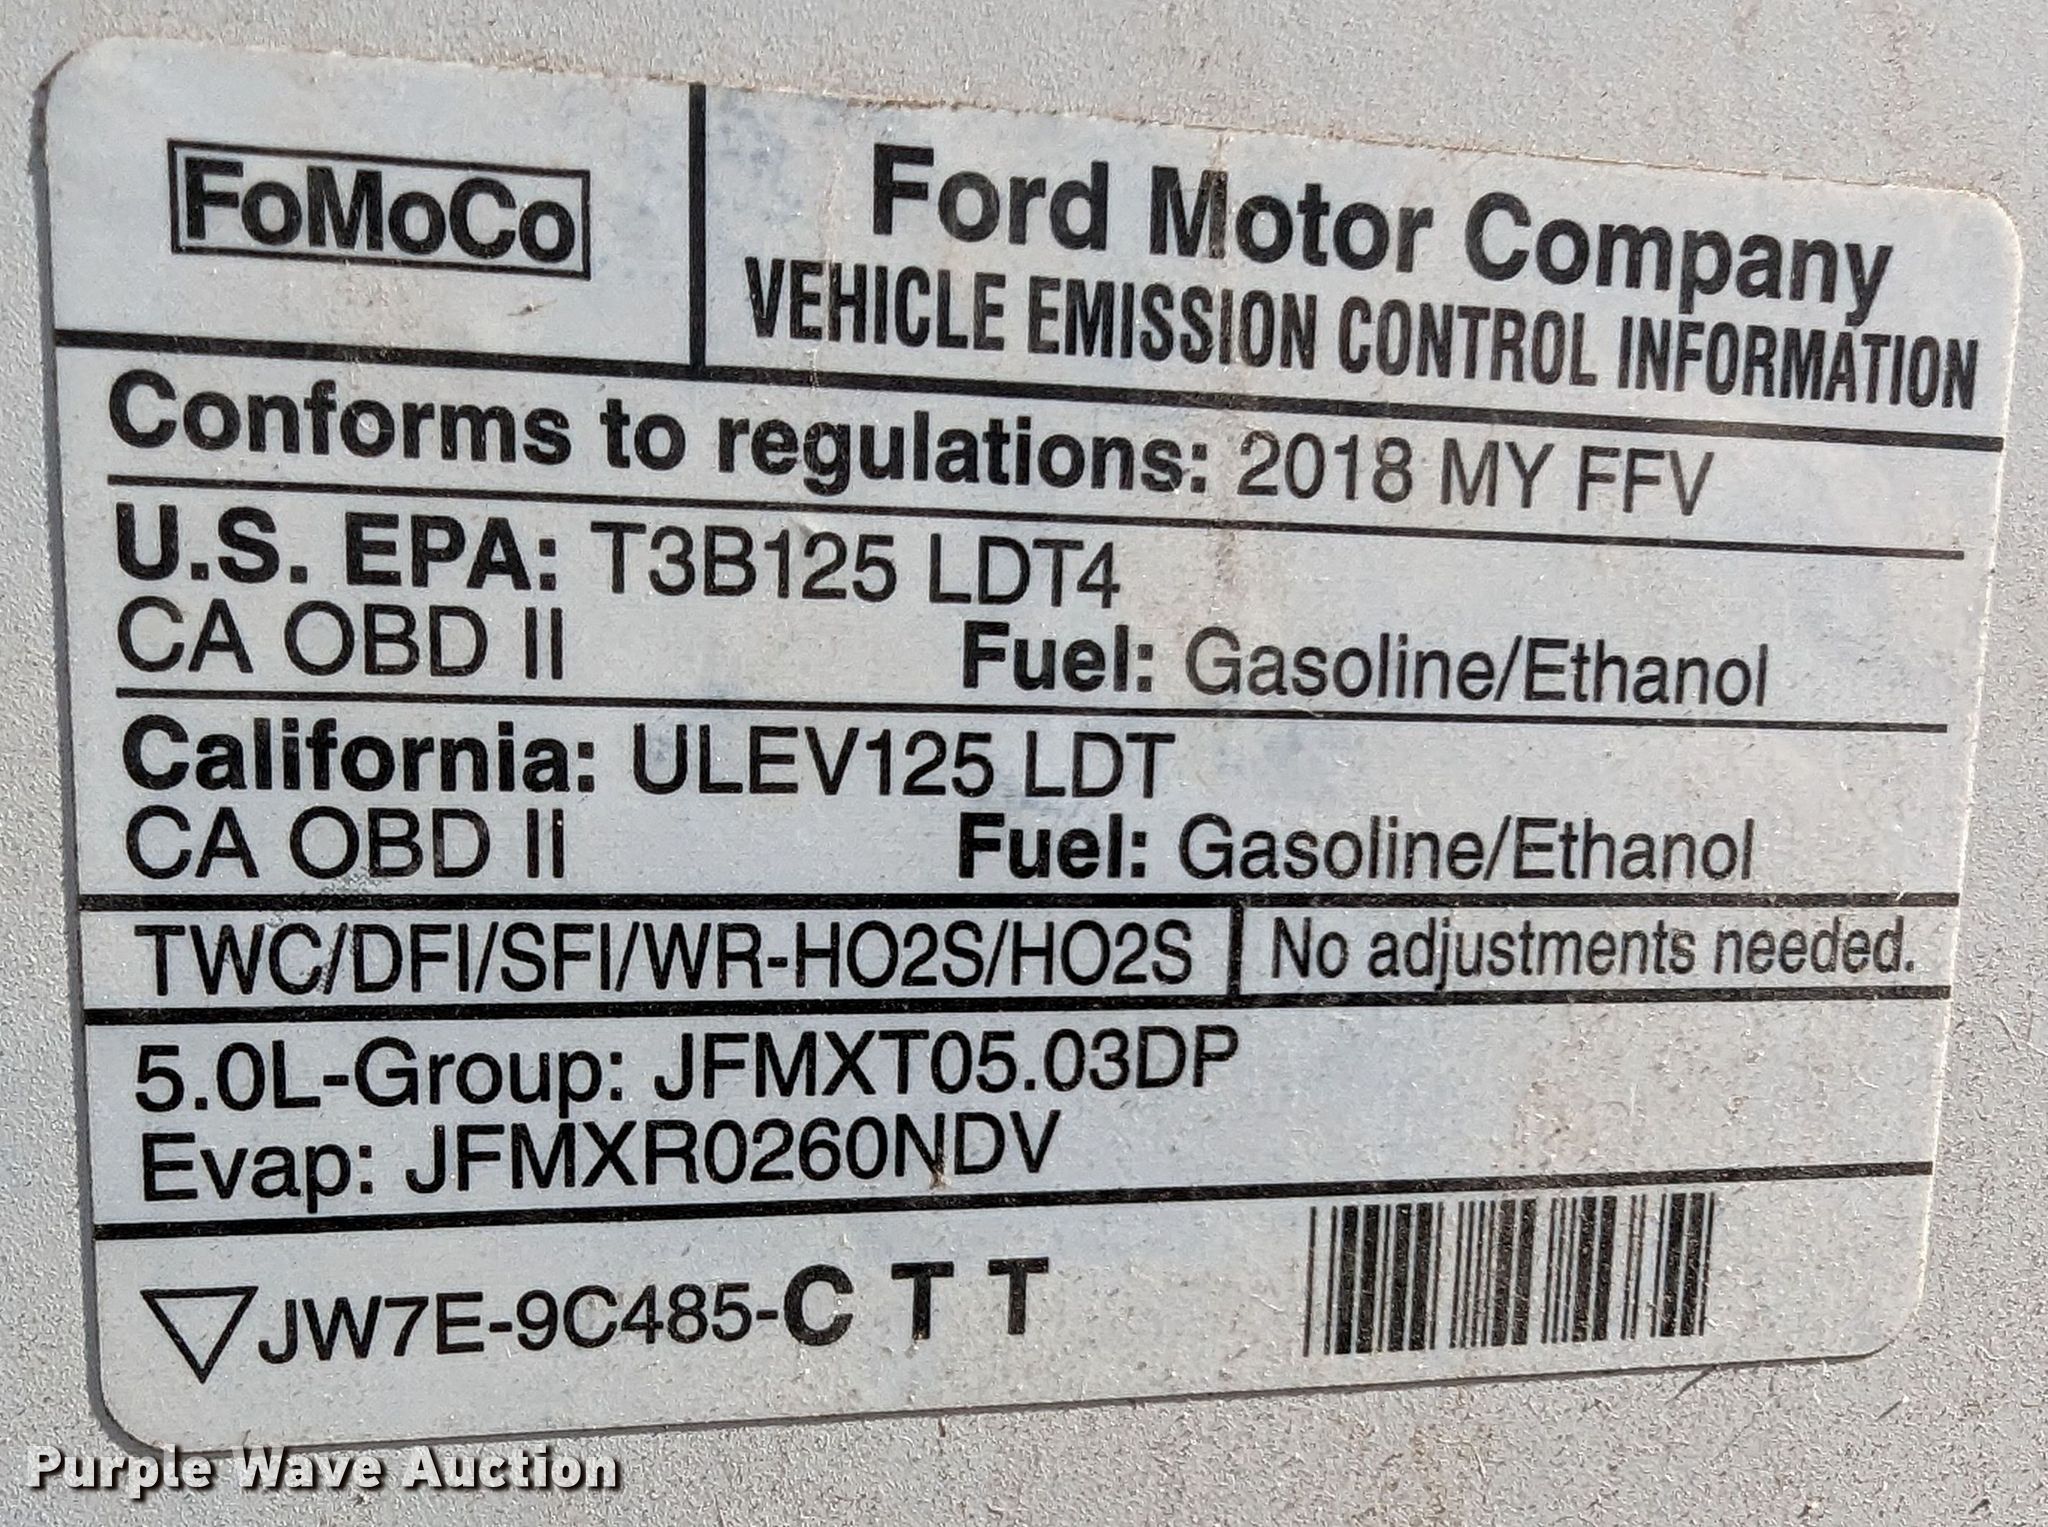 FoMoCo
Ford Motor Company
VEHICLE EMISSION CONTROL INFORMATION
Conforms to regulations: 2018 MY FFV
U.S. EPA: T3B125 LDT4
CA OBD II Fuel: Gasoline/Ethanol
California: ULEV125 LDT
CA OBD II Fuel: Gasoline/Ethanol
TWC/DFI/SFI/WR-HO2S/HO2S No adjustments needed.
5.0L-Group: JFMXT05.03DP
Evap: JFMXR0260NDV
JW7E-9C485-C T T
Purple Wave Auction